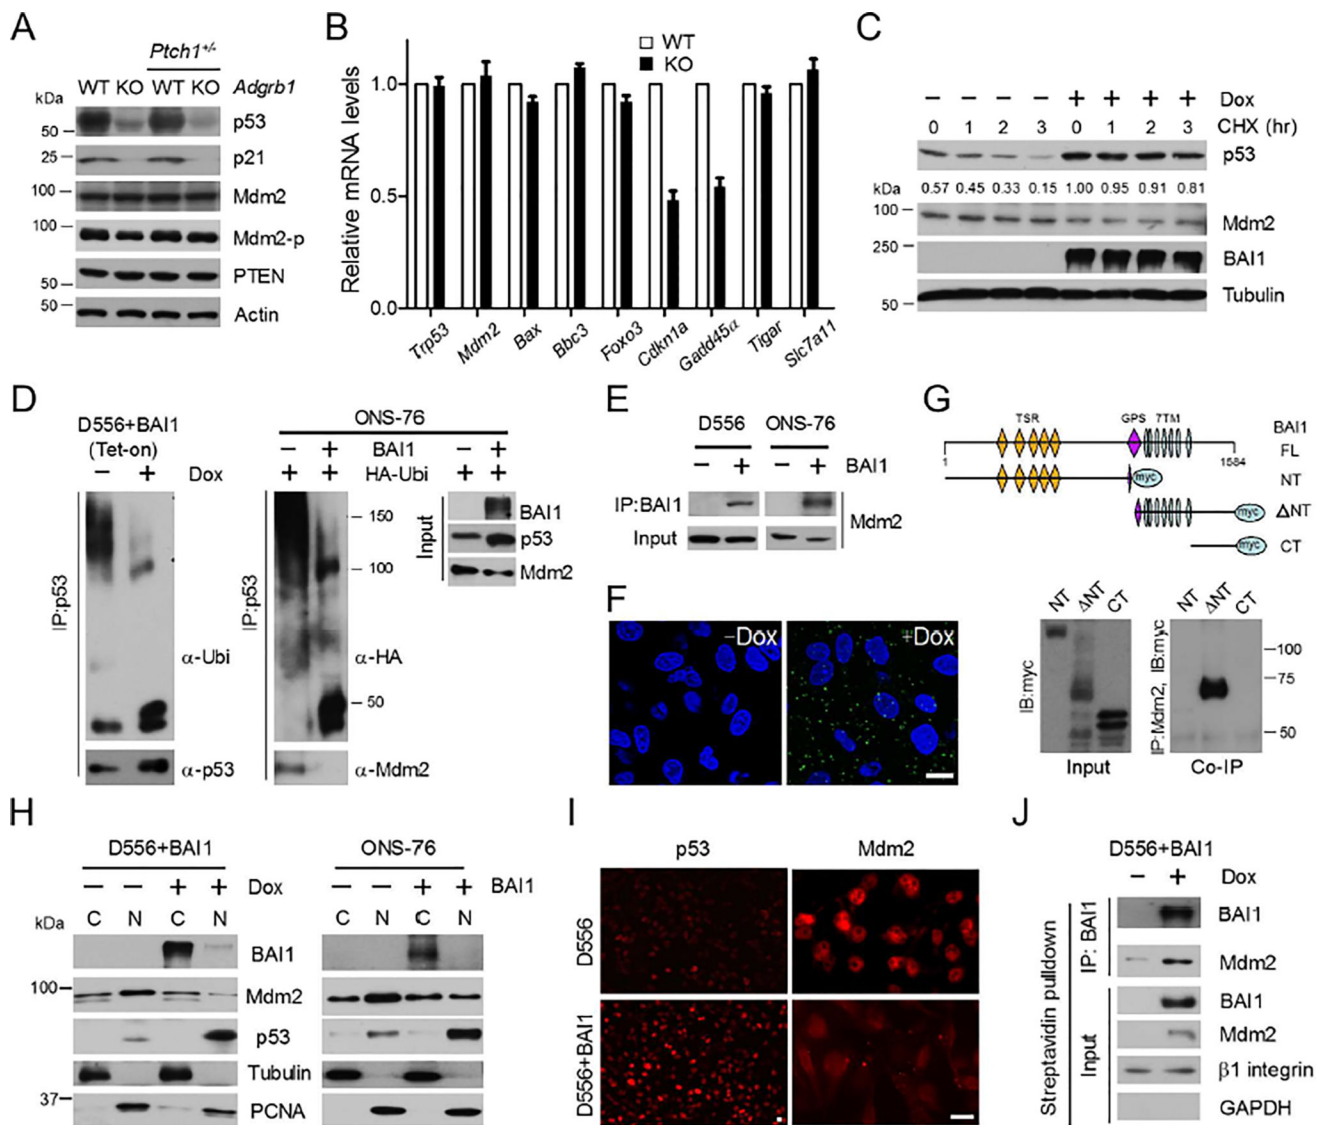 A
Ptch1+/-
WT KO WT KO Adgrb1
kDa
p53
50
25
p21
100
Mdm2
100
Mdm2-p
50
PTEN
50
Actin
B
WT
KO
Relative mRNA levels
1.0
0.5
0.0
Trp53
Mdm2
Bax
Bbc3
Foxo3
Cdkn1a
Gadd45α
Tigar
Slc7a11
C
− − − − + + + + Dox
0 1 2 3 0 1 2 3 CHX (hr)
p53
kDa 0.57 0.45 0.33 0.15 1.00 0.95 0.91 0.81
100
Mdm2
250
BAI1
50
Tubulin
D
D556+BAI1
(Tet-on)
− + Dox
IP:p53
α-Ubi
α-p53
ONS-76
− + BAI1 − +
+ + HA-Ubi + +
IP:p53
150
100
50
α-HA
α-Mdm2
Input
BAI1
p53
Mdm2
E
D556 ONS-76
− + − + BAI1
IP:BAI1
Input
Mdm2
F
−Dox
+Dox
G
TSR GPS 7TM BAI1
FL
1 1584
myc NT
myc ΔNT
myc CT
NT ΔNT CT
IB:myc
Input
NT ΔNT CT
IP:Mdm2, IB:myc
100
75
50
Co-IP
H
D556+BAI1
− − + + Dox
C N C N
kDa
BAI1
100
Mdm2
p53
Tubulin
37
PCNA
ONS-76
− − + + BAI1
C N C N
I
p53 Mdm2
D556
D556+BAI1
J
D556+BAI1
− + Dox
Streptavidin pulldown
IP: BAI1
BAI1
Mdm2
Input
BAI1
Mdm2
β1 integrin
GAPDH